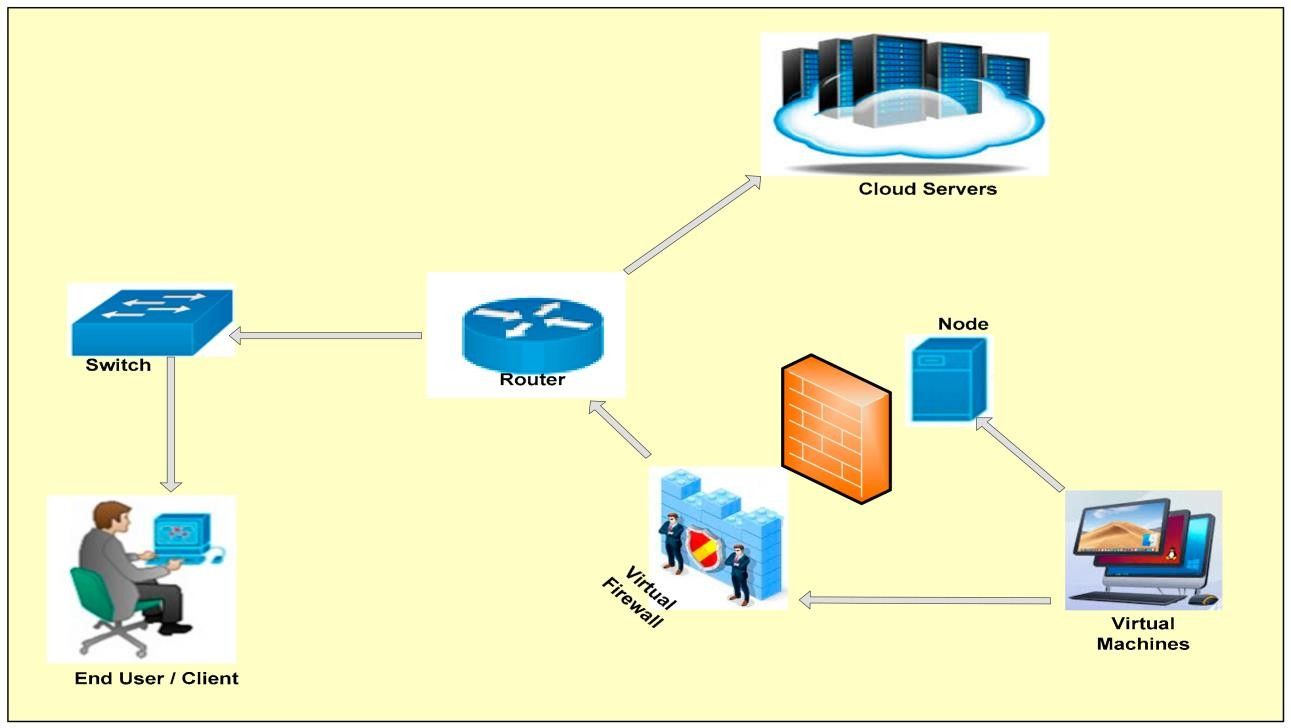 Cloud Servers
Node
Switch
Router
Virtual
Firewall
Virtual
Machines
End User / Client